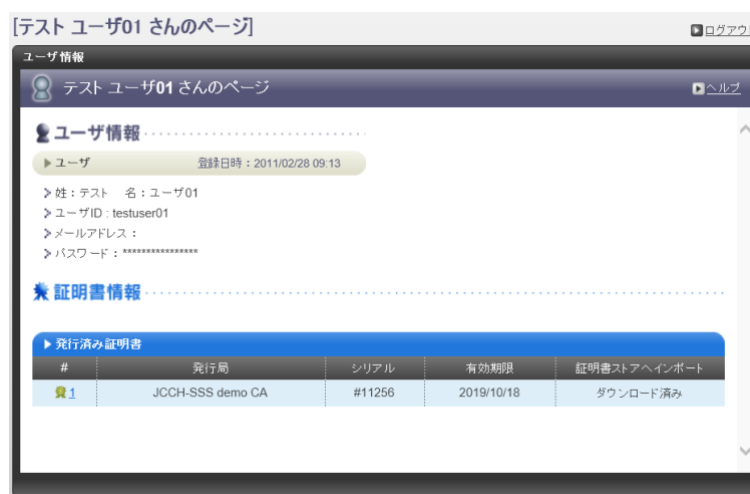 [テスト ユーザ01 さんのページ]
ログアウ
ユーザ情報
テスト ユーザ01 さんのページ
ヘルプ
ユーザ情報
ユーザ 登録日時：2011/02/28 09:13
姓：テスト 名：ユーザ01
ユーザID : testuser01
メールアドレス：
パスワード：****************
証明書情報
発行済み証明書
# 発行局 シリアル 有効期限 証明書ストアへインポート
1 JCCH-SSS demo CA #11256 2019/10/18 ダウンロード済み